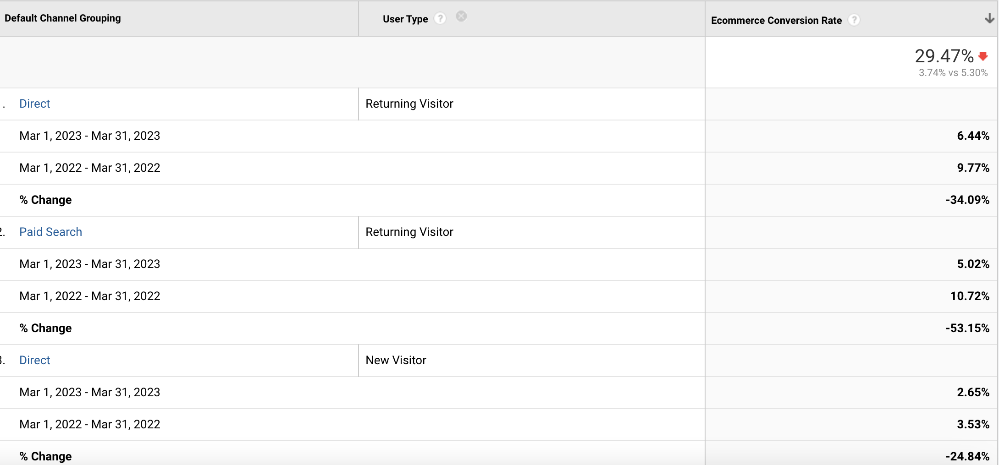 Default Channel Grouping User Type ? Ecommerce Conversion Rate ?
29.47%
3.74% vs 5.30%
. Direct Returning Visitor
Mar 1, 2023 - Mar 31, 2023 6.44%
Mar 1, 2022 - Mar 31, 2022 9.77%
% Change -34.09%
2. Paid Search Returning Visitor
Mar 1, 2023 - Mar 31, 2023 5.02%
Mar 1, 2022 - Mar 31, 2022 10.72%
% Change -53.15%
3. Direct New Visitor
Mar 1, 2023 - Mar 31, 2023 2.65%
Mar 1, 2022 - Mar 31, 2022 3.53%
% Change -24.84%